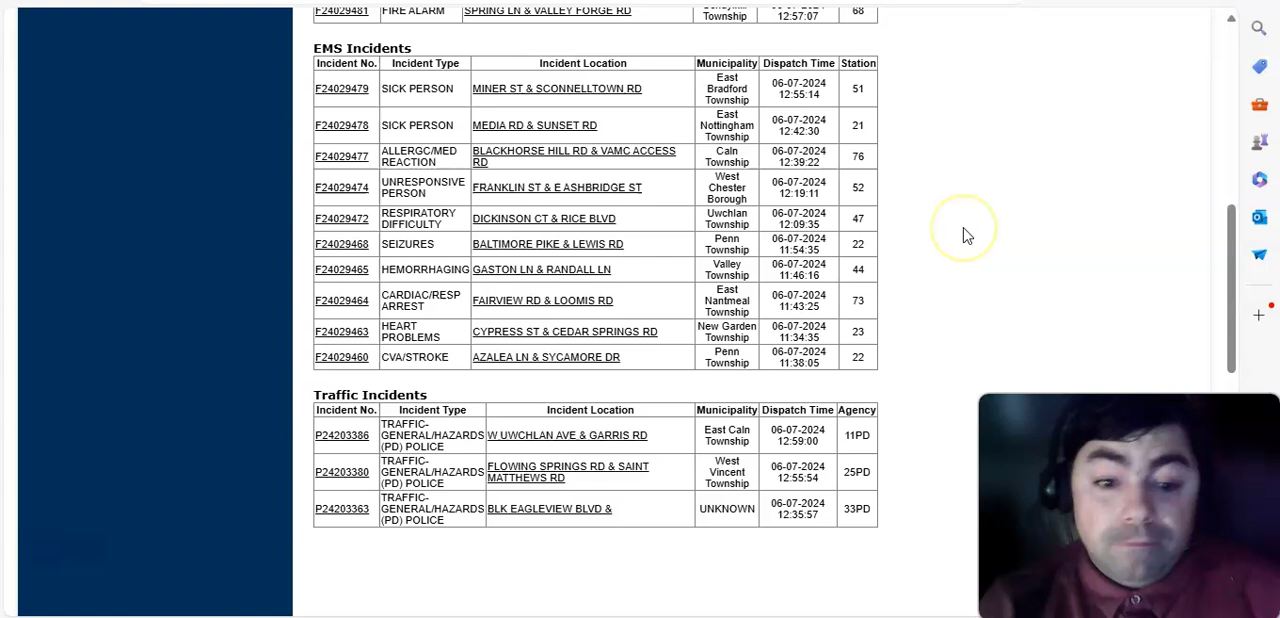 F24029481 FIRE ALARM SPRING LN & VALLEY FORGE RD Township 12:57:07 68
EMS Incidents
Incident No. Incident Type Incident Location Municipality Dispatch Time Station
F24029479 SICK PERSON MINER ST & SCONNELLTOWN RD East Bradford Township 06-07-2024 12:55:14 51
F24029478 SICK PERSON MEDIA RD & SUNSET RD East Nottingham Township 06-07-2024 12:42:30 21
F24029477 ALLERGC/MED REACTION BLACKHORSE HILL RD & VAMC ACCESS RD Caln Township 06-07-2024 12:39:22 76
F24029474 UNRESPONSIVE PERSON FRANKLIN ST & E ASHBRIDGE ST West Chester Borough 06-07-2024 12:19:11 52
F24029472 RESPIRATORY DIFFICULTY DICKINSON CT & RICE BLVD Uwchlan Township 06-07-2024 12:09:35 47
F24029468 SEIZURES BALTIMORE PIKE & LEWIS RD Penn Township 06-07-2024 11:54:35 22
F24029465 HEMORRHAGING GASTON LN & RANDALL LN Valley Township 06-07-2024 11:46:16 44
F24029464 CARDIAC/RESP ARREST FAIRVIEW RD & LOOMIS RD East Nantmeal Township 06-07-2024 11:43:25 73
F24029463 HEART PROBLEMS CYPRESS ST & CEDAR SPRINGS RD New Garden Township 06-07-2024 11:34:35 23
F24029460 CVA/STROKE AZALEA LN & SYCAMORE DR Penn Township 06-07-2024 11:38:05 22
Traffic Incidents
Incident No. Incident Type Incident Location Municipality Dispatch Time Agency
P24203386 TRAFFIC-GENERAL/HAZARDS (PD) POLICE W UWCHLAN AVE & GARRIS RD East Caln Township 06-07-2024 12:59:00 11PD
P24203380 TRAFFIC-GENERAL/HAZARDS (PD) POLICE FLOWING SPRINGS RD & SAINT MATTHEWS RD West Vincent Township 06-07-2024 12:55:54 25PD
P24203363 TRAFFIC-GENERAL/HAZARDS (PD) POLICE BLK EAGLEVIEW BLVD & UNKNOWN 06-07-2024 12:35:57 33PD